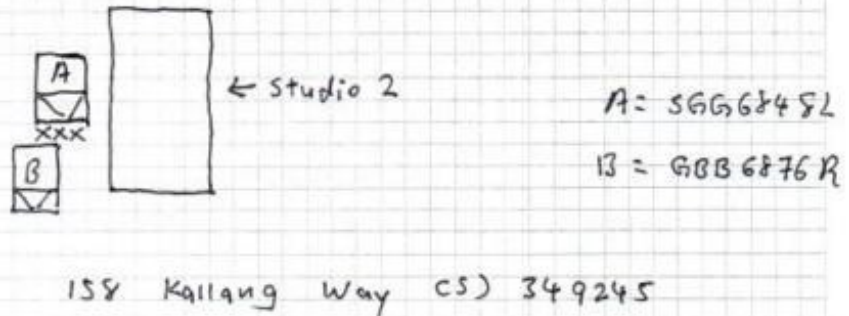 A
← Studio 2
XXX
B
A = SGG6848L
B = GBB6876R
158 Kallang Way (S) 349245